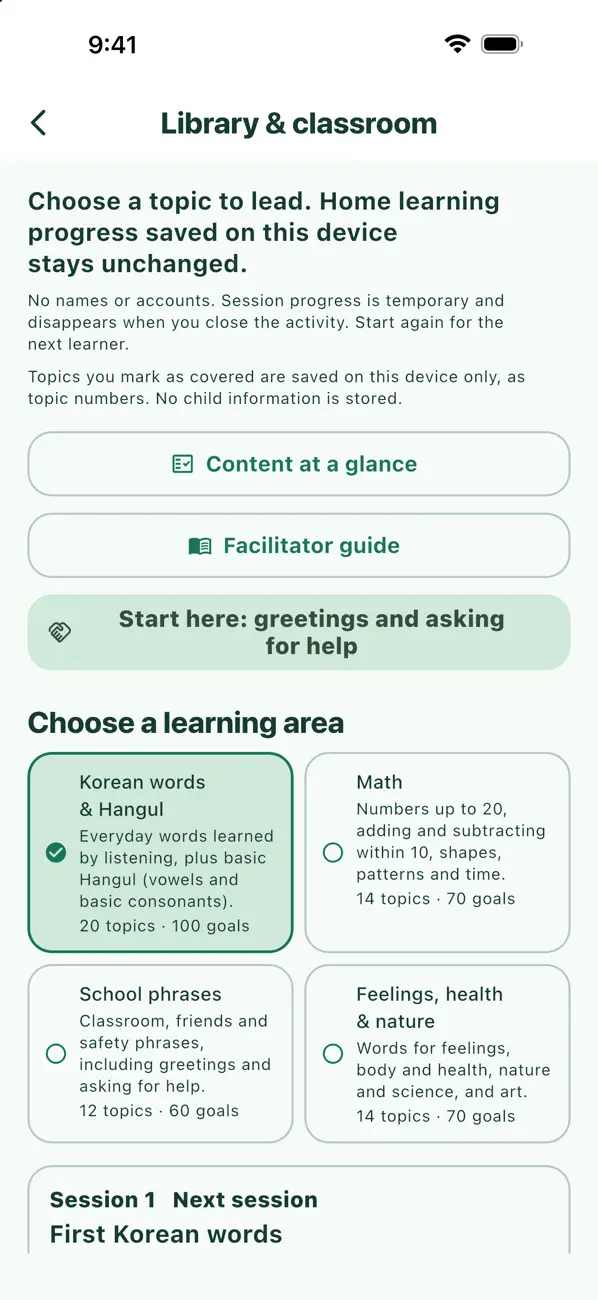 9:41
Library & classroom
Choose a topic to lead. Home learning
progress saved on this device
stays unchanged.
No names or accounts. Session progress is temporary and
disappears when you close the activity. Start again for the
next learner.
Topics you mark as covered are saved on this device only, as
topic numbers. No child information is stored.
Content at a glance
Facilitator guide
Start here: greetings and asking
for help
Choose a learning area
Korean words
& Hangul
Everyday words learned
by listening, plus basic
Hangul (vowels and
basic consonants).
20 topics · 100 goals
Math
Numbers up to 20,
adding and subtracting
within 10, shapes,
patterns and time.
14 topics · 70 goals
School phrases
Classroom, friends and
safety phrases,
including greetings and
asking for help.
12 topics · 60 goals
Feelings, health
& nature
Words for feelings,
body and health, nature
and science, and art.
14 topics · 70 goals
Session 1 Next session
First Korean words